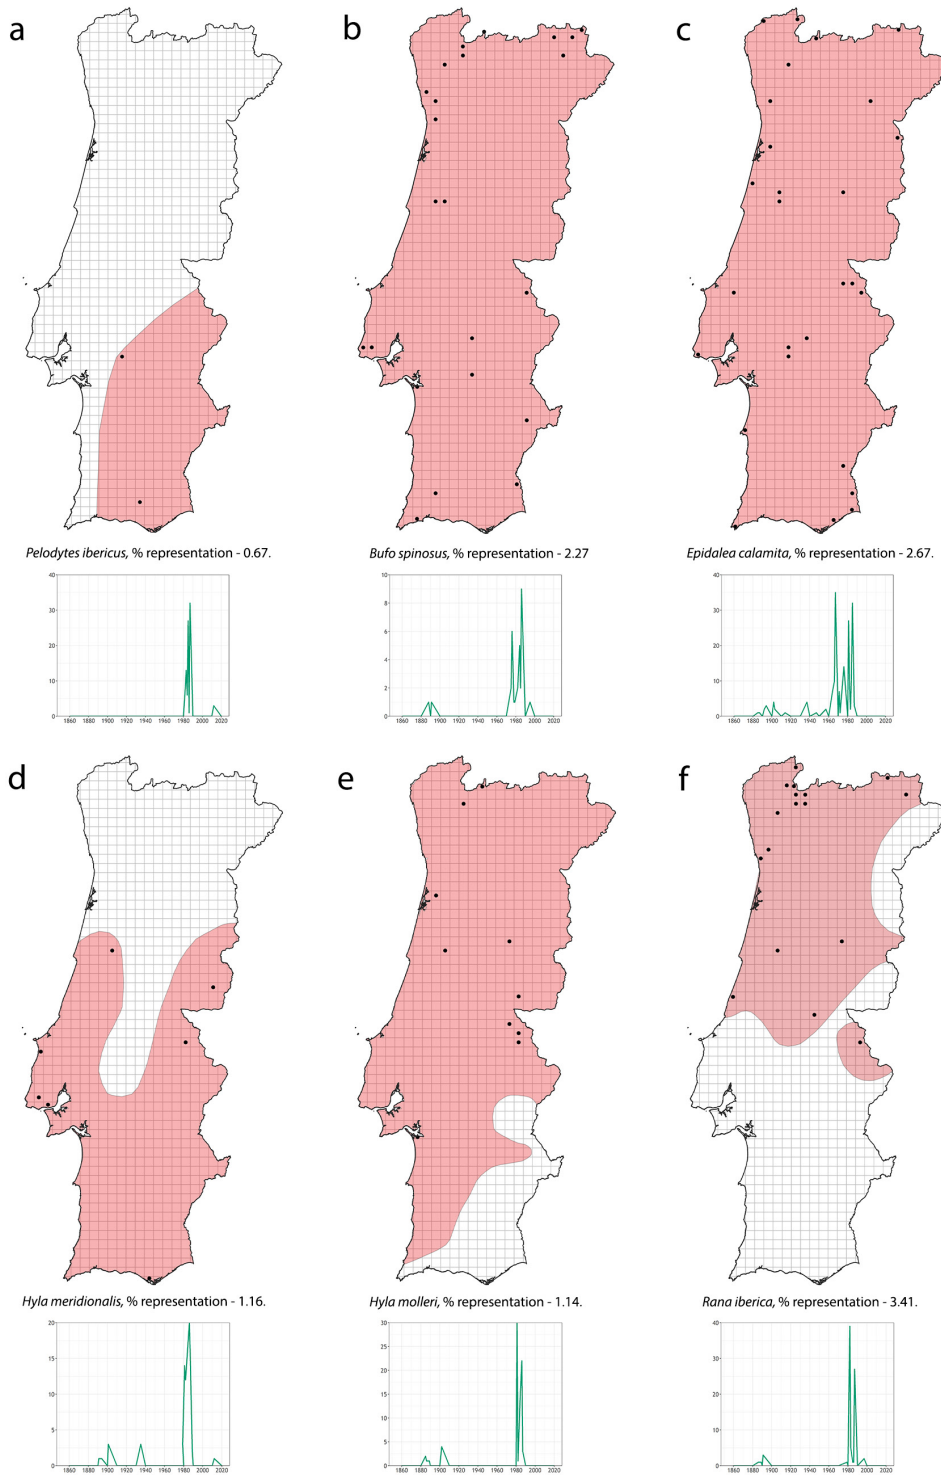 a
b
c
Pelodytes ibericus, % representation - 0.67.
Bufo spinosus, % representation - 2.27
Epidalea calamita, % representation - 2.67.
40
30
20
10
0
1860 1880 1900 1920 1940 1960 1980 2000 2020
10
8
6
4
2
0
1860 1880 1900 1920 1940 1960 1980 2000 2020
40
30
20
10
0
1860 1880 1900 1920 1940 1960 1980 2000 2020
d
e
f
Hyla meridionalis, % representation - 1.16.
Hyla molleri, % representation - 1.14.
Rana iberica, % representation - 3.41.
20
15
10
5
0
1860 1880 1900 1920 1940 1960 1980 2000 2020
30
25
20
15
10
5
0
1860 1880 1900 1920 1940 1960 1980 2000 2020
40
30
20
10
0
1860 1880 1900 1920 1940 1960 1980 2000 2020